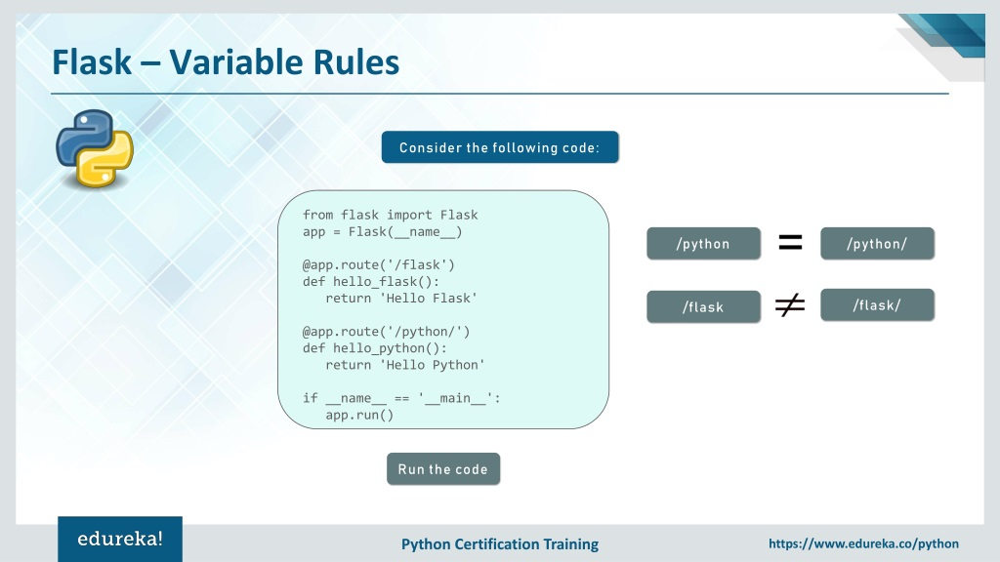 Flask – Variable Rules
Consider the following code:
from flask import Flask
app = Flask(__name__)
@app.route('/flask')
def hello_flask():
   return 'Hello Flask'
@app.route('/python/')
def hello_python():
   return 'Hello Python'
if __name__ == '__main__':
   app.run()
/python = /python/
/flask ≠ /flask/
Run the code
edureka!
Python Certification Training
https://www.edureka.co/python